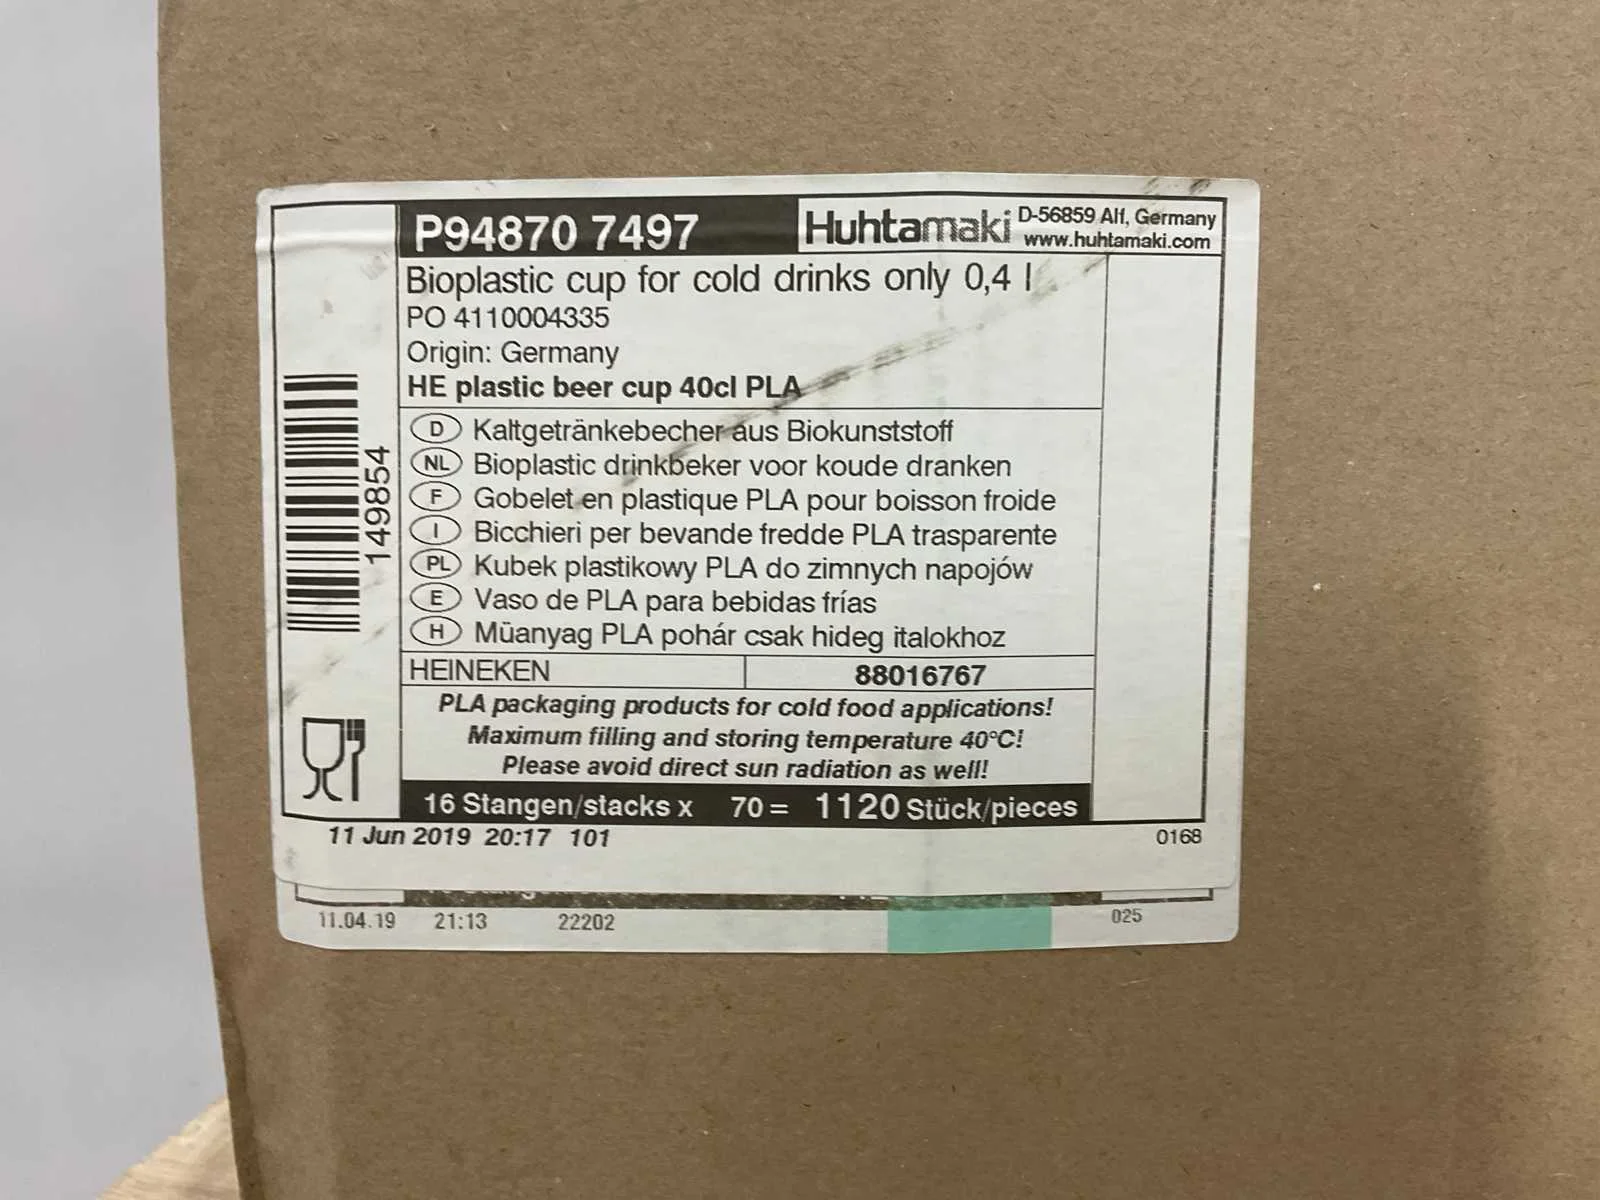 P94870 7497
Huhtamaki D-56859 Alf, Germany
www.huhtamaki.com
Bioplastic cup for cold drinks only 0,4 l
PO 4110004335
Origin: Germany
HE plastic beer cup 40cl PLA
149854
D Kaltgetränkebecher aus Biokunststoff
NL Bioplastic drinkbeker voor koude dranken
F Gobelet en plastique PLA pour boisson froide
I Bicchieri per bevande fredde PLA trasparente
PL Kubek plastikowy PLA do zimnych napojów
E Vaso de PLA para bebidas frías
H Müanyag PLA pohár csak hideg italokhoz
HEINEKEN 88016767
PLA packaging products for cold food applications!
Maximum filling and storing temperature 40°C!
Please avoid direct sun radiation as well!
16 Stangen/stacks x 70 = 1120 Stück/pieces
11 Jun 2019 20:17 101 0168
11.04.19 21:13 22202 025